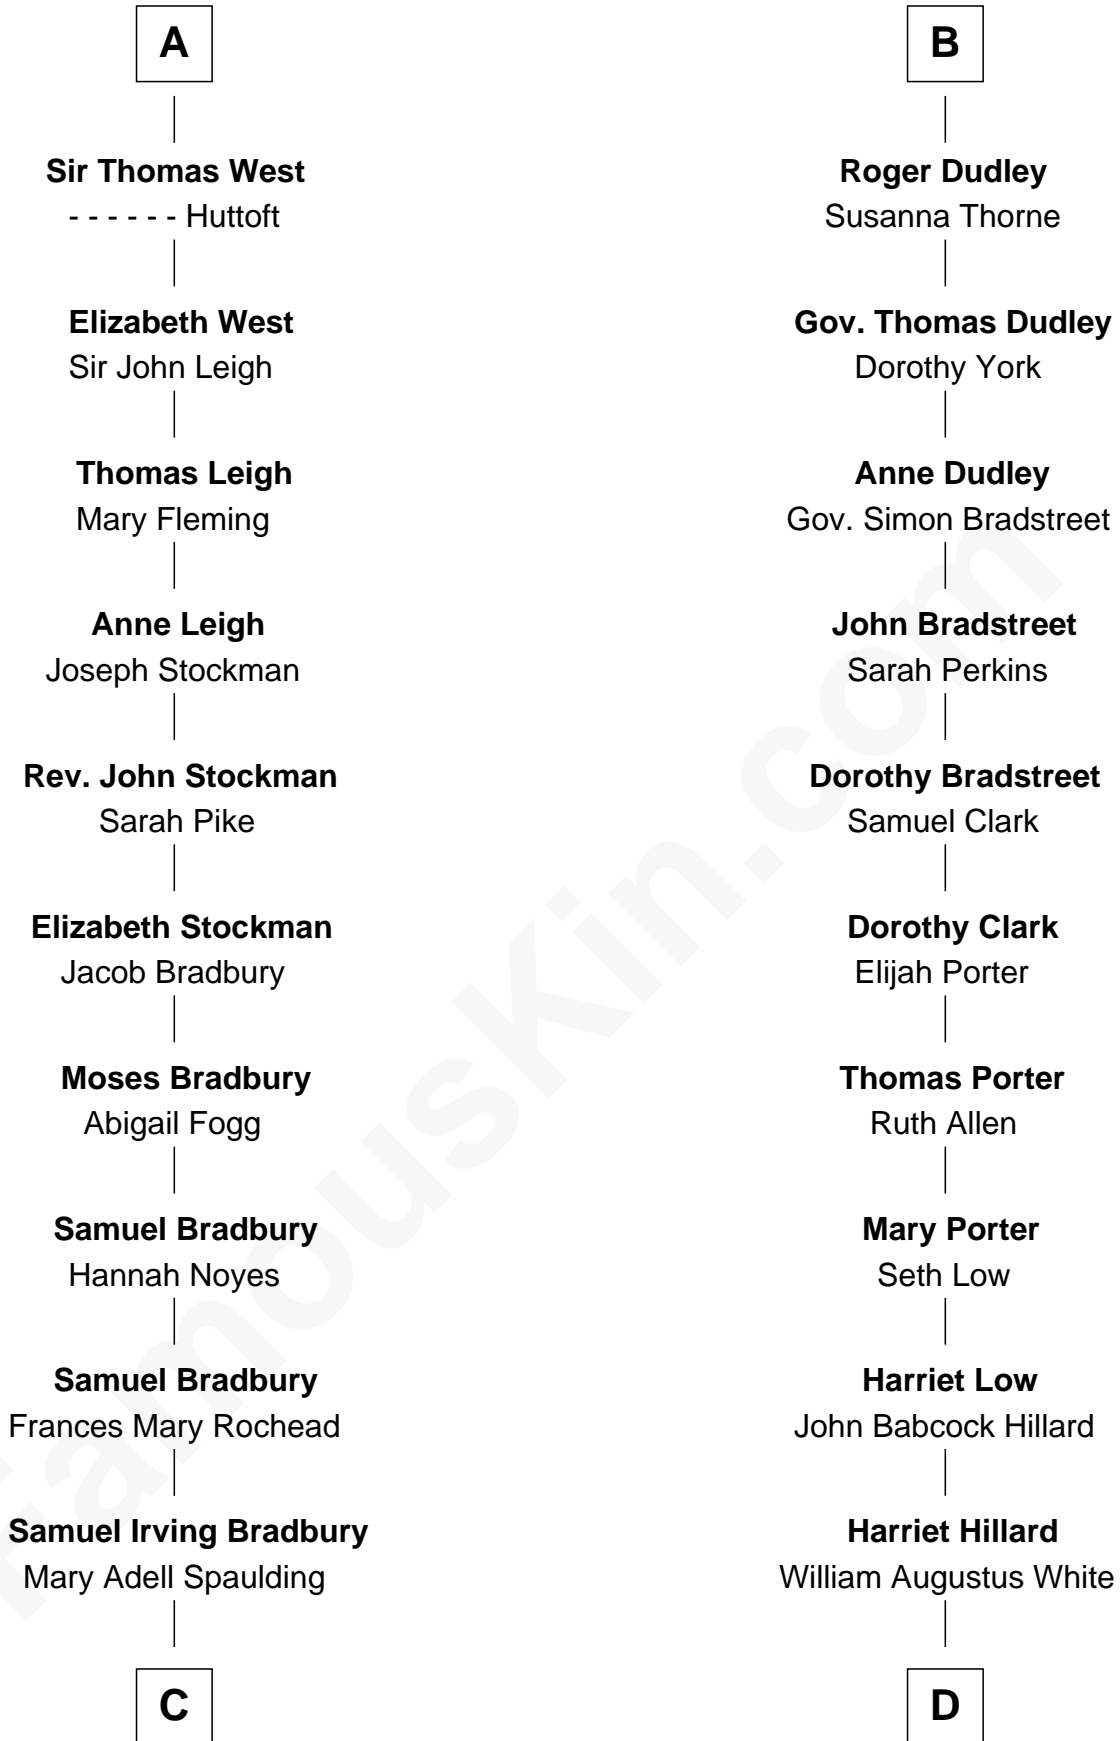 A
Sir Thomas West
- - - - - - Huttoft
Elizabeth West
Sir John Leigh
Thomas Leigh
Mary Fleming
Anne Leigh
Joseph Stockman
Rev. John Stockman
Sarah Pike
Elizabeth Stockman
Jacob Bradbury
Moses Bradbury
Abigail Fogg
Samuel Bradbury
Hannah Noyes
Samuel Bradbury
Frances Mary Rochead
Samuel Irving Bradbury
Mary Adell Spaulding
C
B
Roger Dudley
Susanna Thorne
Gov. Thomas Dudley
Dorothy York
Anne Dudley
Gov. Simon Bradstreet
John Bradstreet
Sarah Perkins
Dorothy Bradstreet
Samuel Clark
Dorothy Clark
Elijah Porter
Thomas Porter
Ruth Allen
Mary Porter
Seth Low
Harriet Low
John Babcock Hillard
Harriet Hillard
William Augustus White
D
FamousKin.com